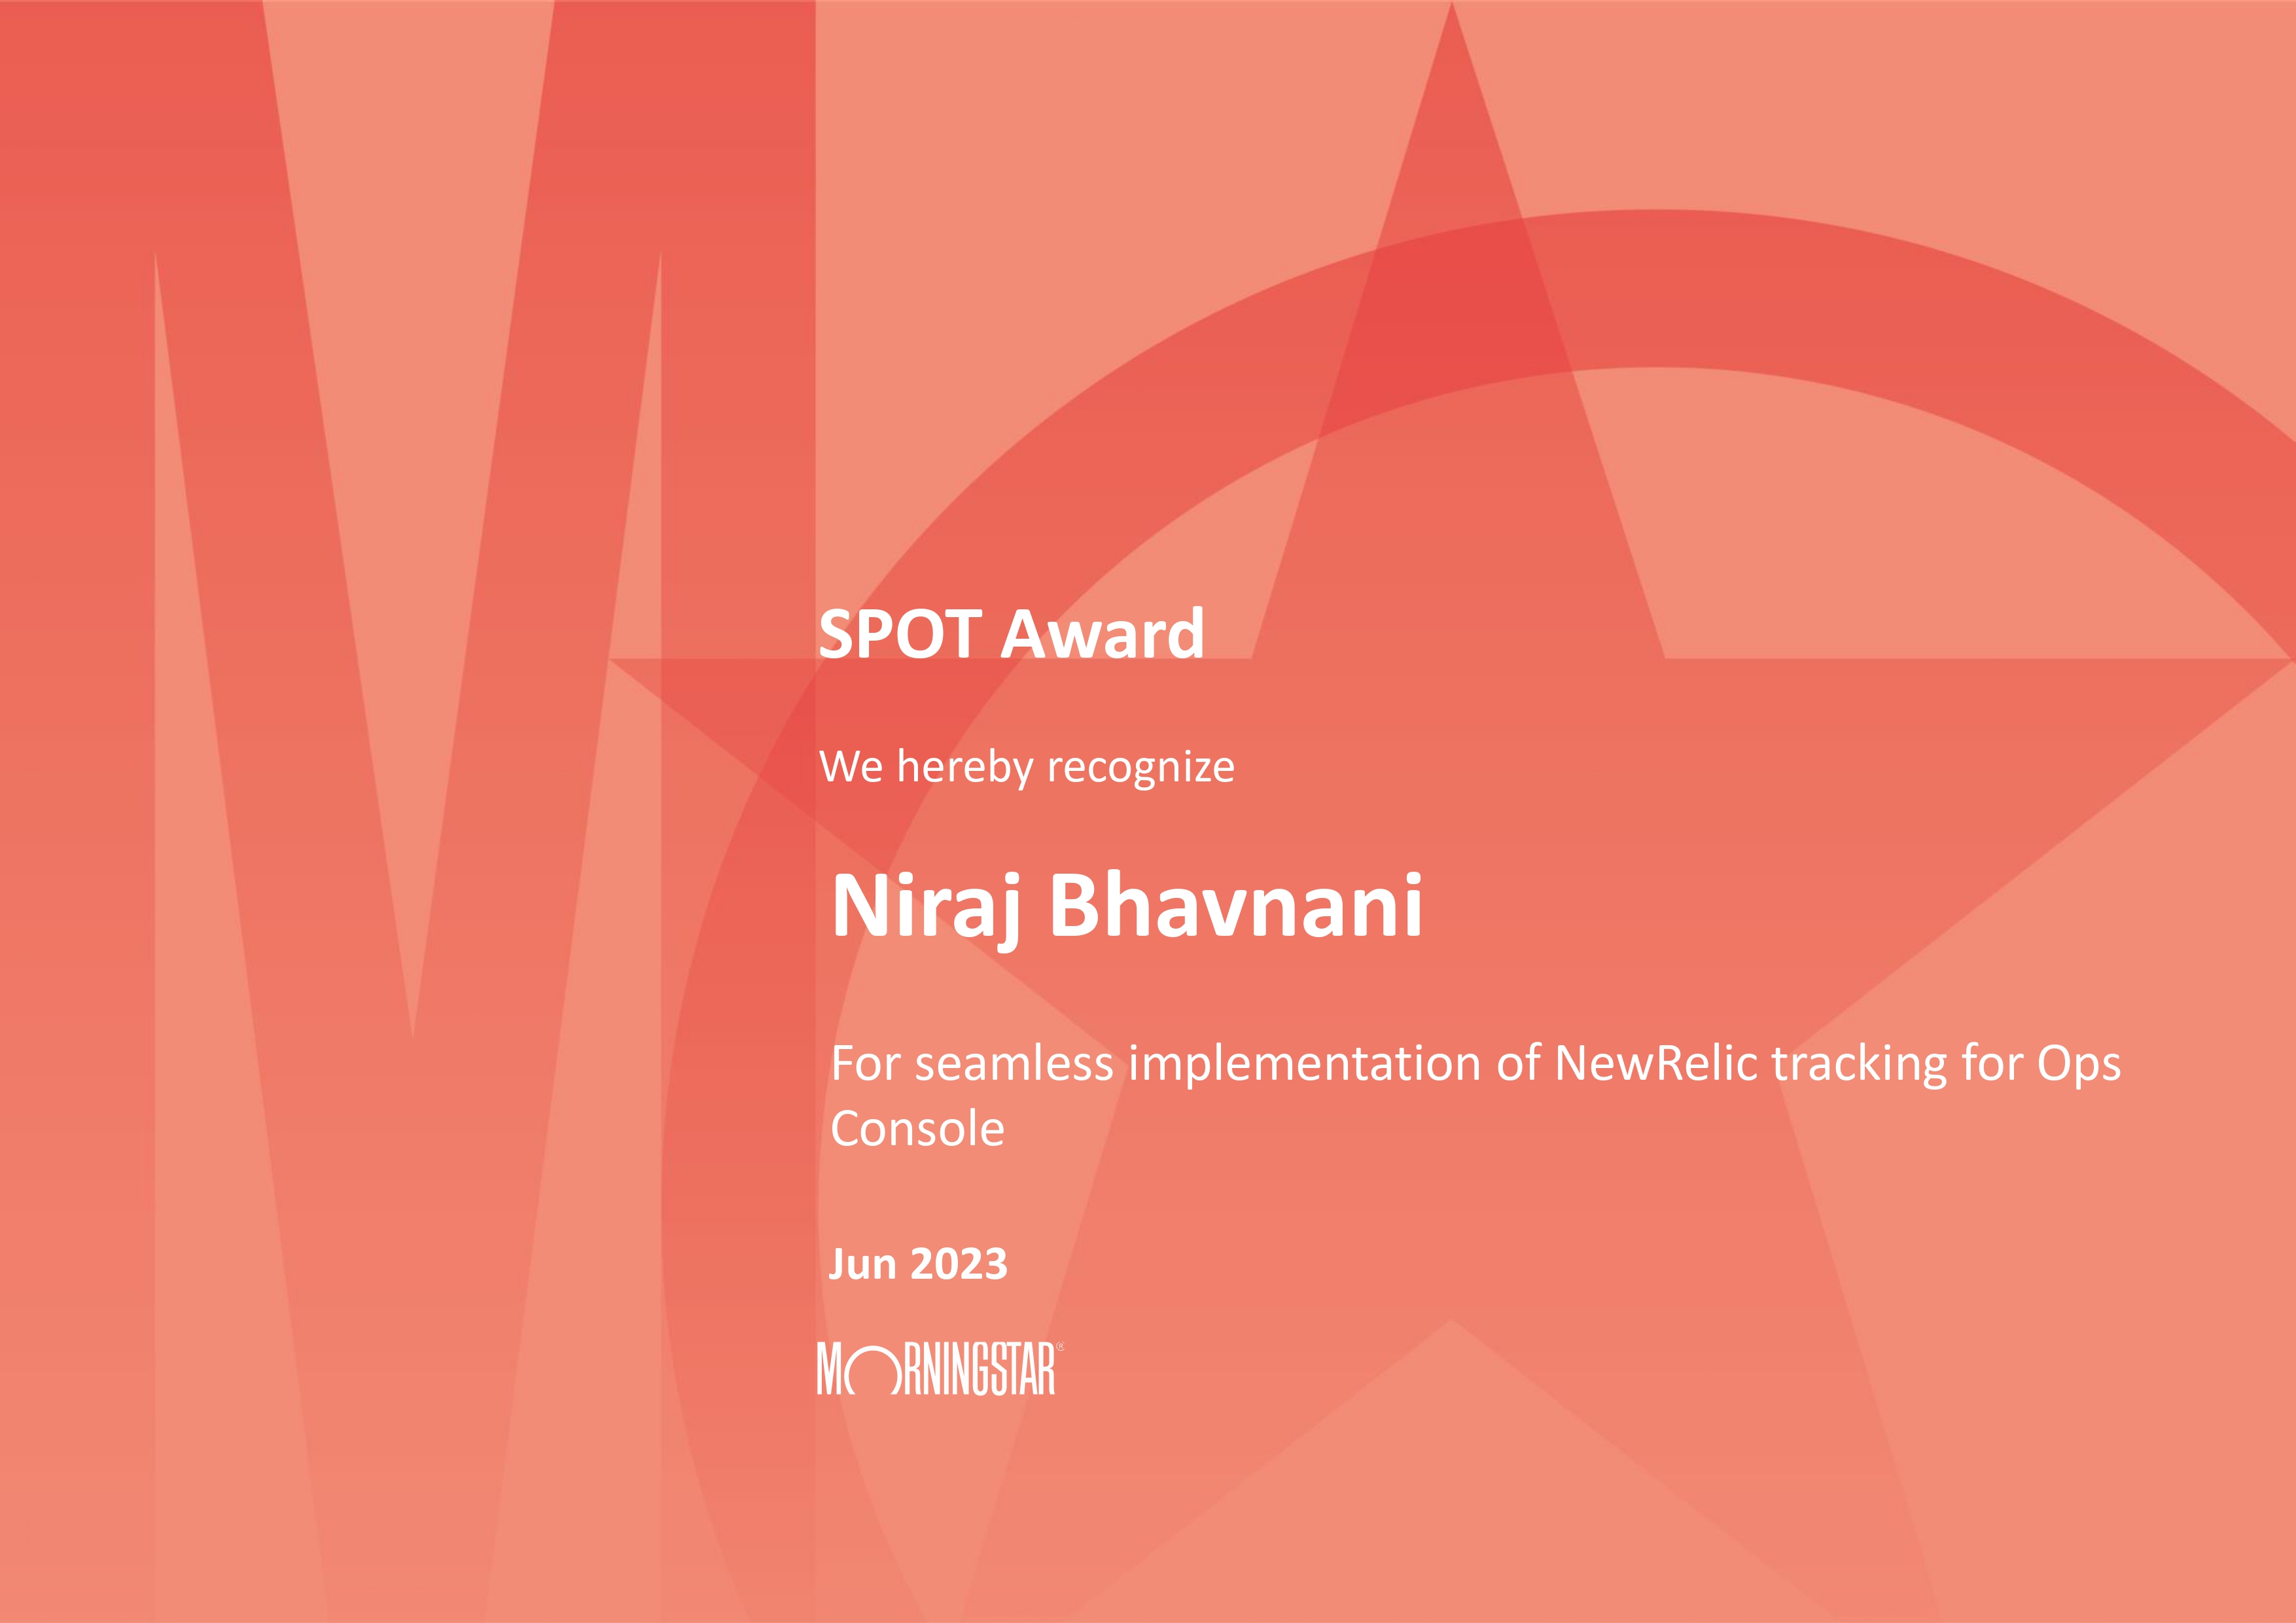 SPOT Award
We hereby recognize
Niraj Bhavnani
For seamless implementation of NewRelic tracking for Ops
Console
Jun 2023
MORNINGSTAR®